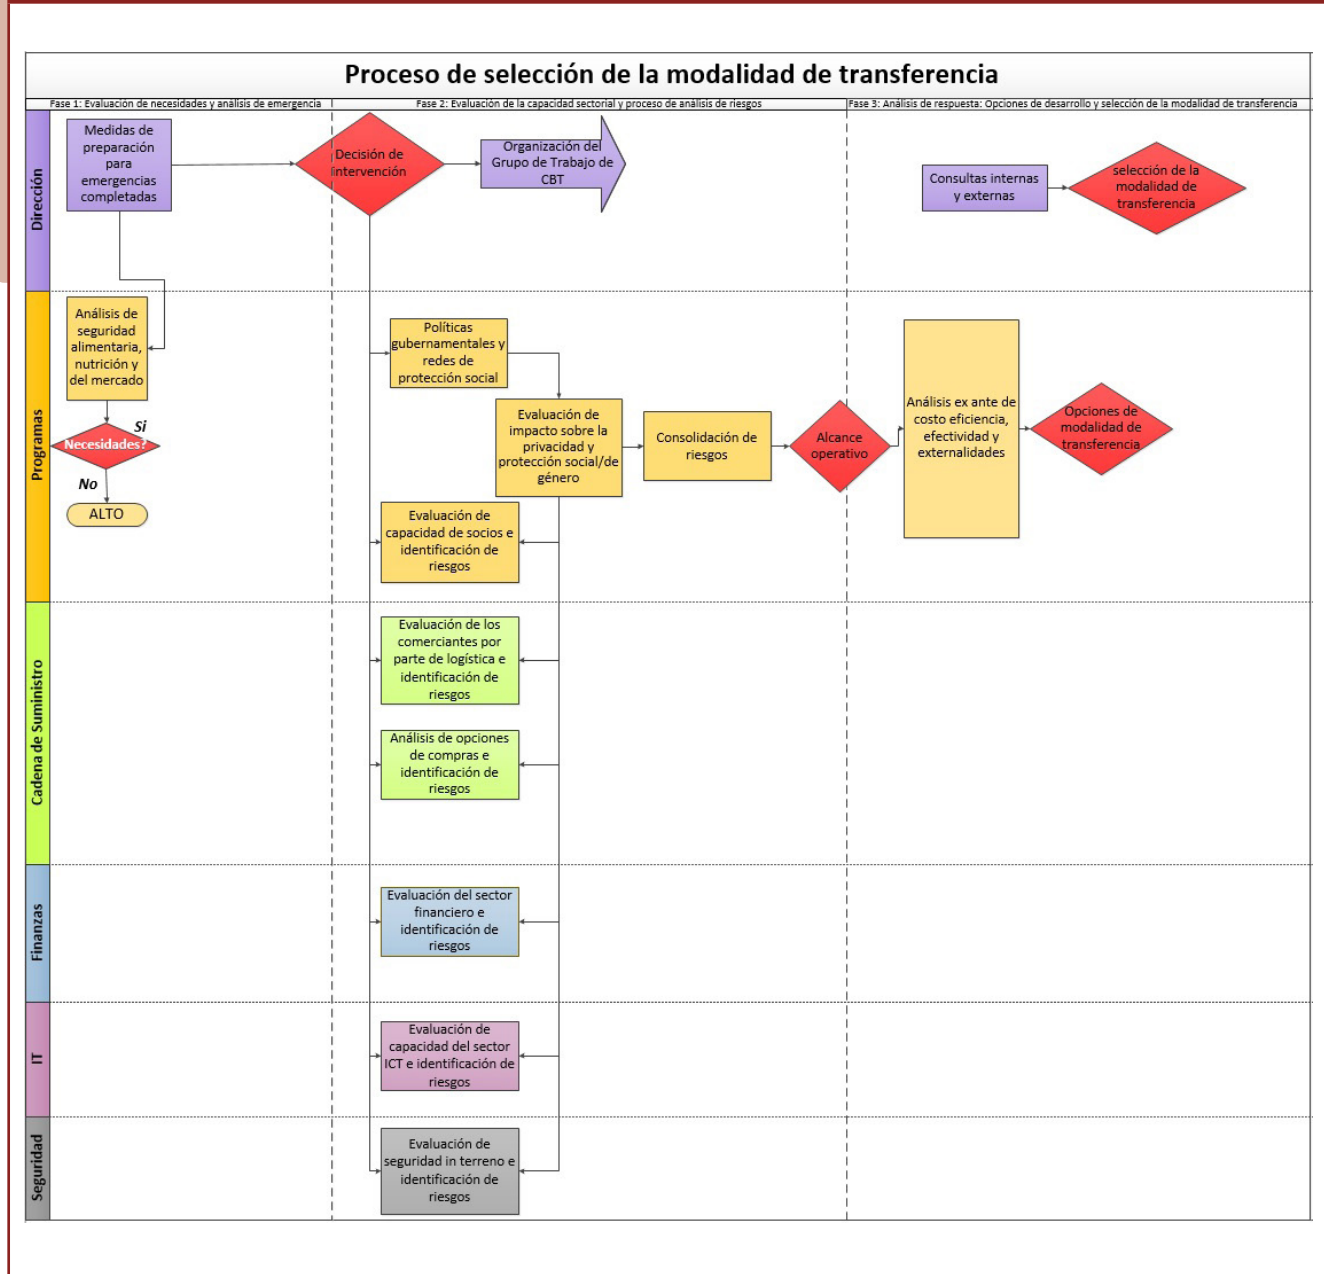 Proceso de selección de la modalidad de transferencia
Fase 1: Evaluación de necesidades y análisis de emergencia
Fase 2: Evaluación de la capacidad sectorial y proceso de análisis de riesgos
Fase 3: Análisis de respuesta: Opciones de desarrollo y selección de la modalidad de transferencia
Dirección
Medidas de
preparación
para
emergencias
completadas
Decisión de
intervención
Organización del
Grupo de Trabajo de
CBT
Consultas internas
y externas
selección de la
modalidad de
transferencia
Programas
Análisis de
seguridad
alimentaria,
nutrición y
del mercado
Si
Necesidades?
No
ALTO
Políticas
gubernamentales y
redes de
protección social
Evaluación de
impacto sobre la
privacidad y
protección social/de
género
Consolidación de
riesgos
Alcance
operativo
Análisis ex ante de
costo eficiencia,
efectividad y
externalidades
Opciones de
modalidad de
transferencia
Evaluación de
capacidad de socios e
identificación de
riesgos
Cadena de Suministro
Evaluación de los
comerciantes por
parte de logística e
identificación de
riesgos
Análisis de opciones
de compras e
identificación de
riesgos
Finanzas
Evaluación del sector
financiero e
identificación de
riesgos
IT
Evaluación de
capacidad del sector
ICT e identificación de
riesgos
Seguridad
Evaluación de
seguridad in terreno e
identificación de
riesgos